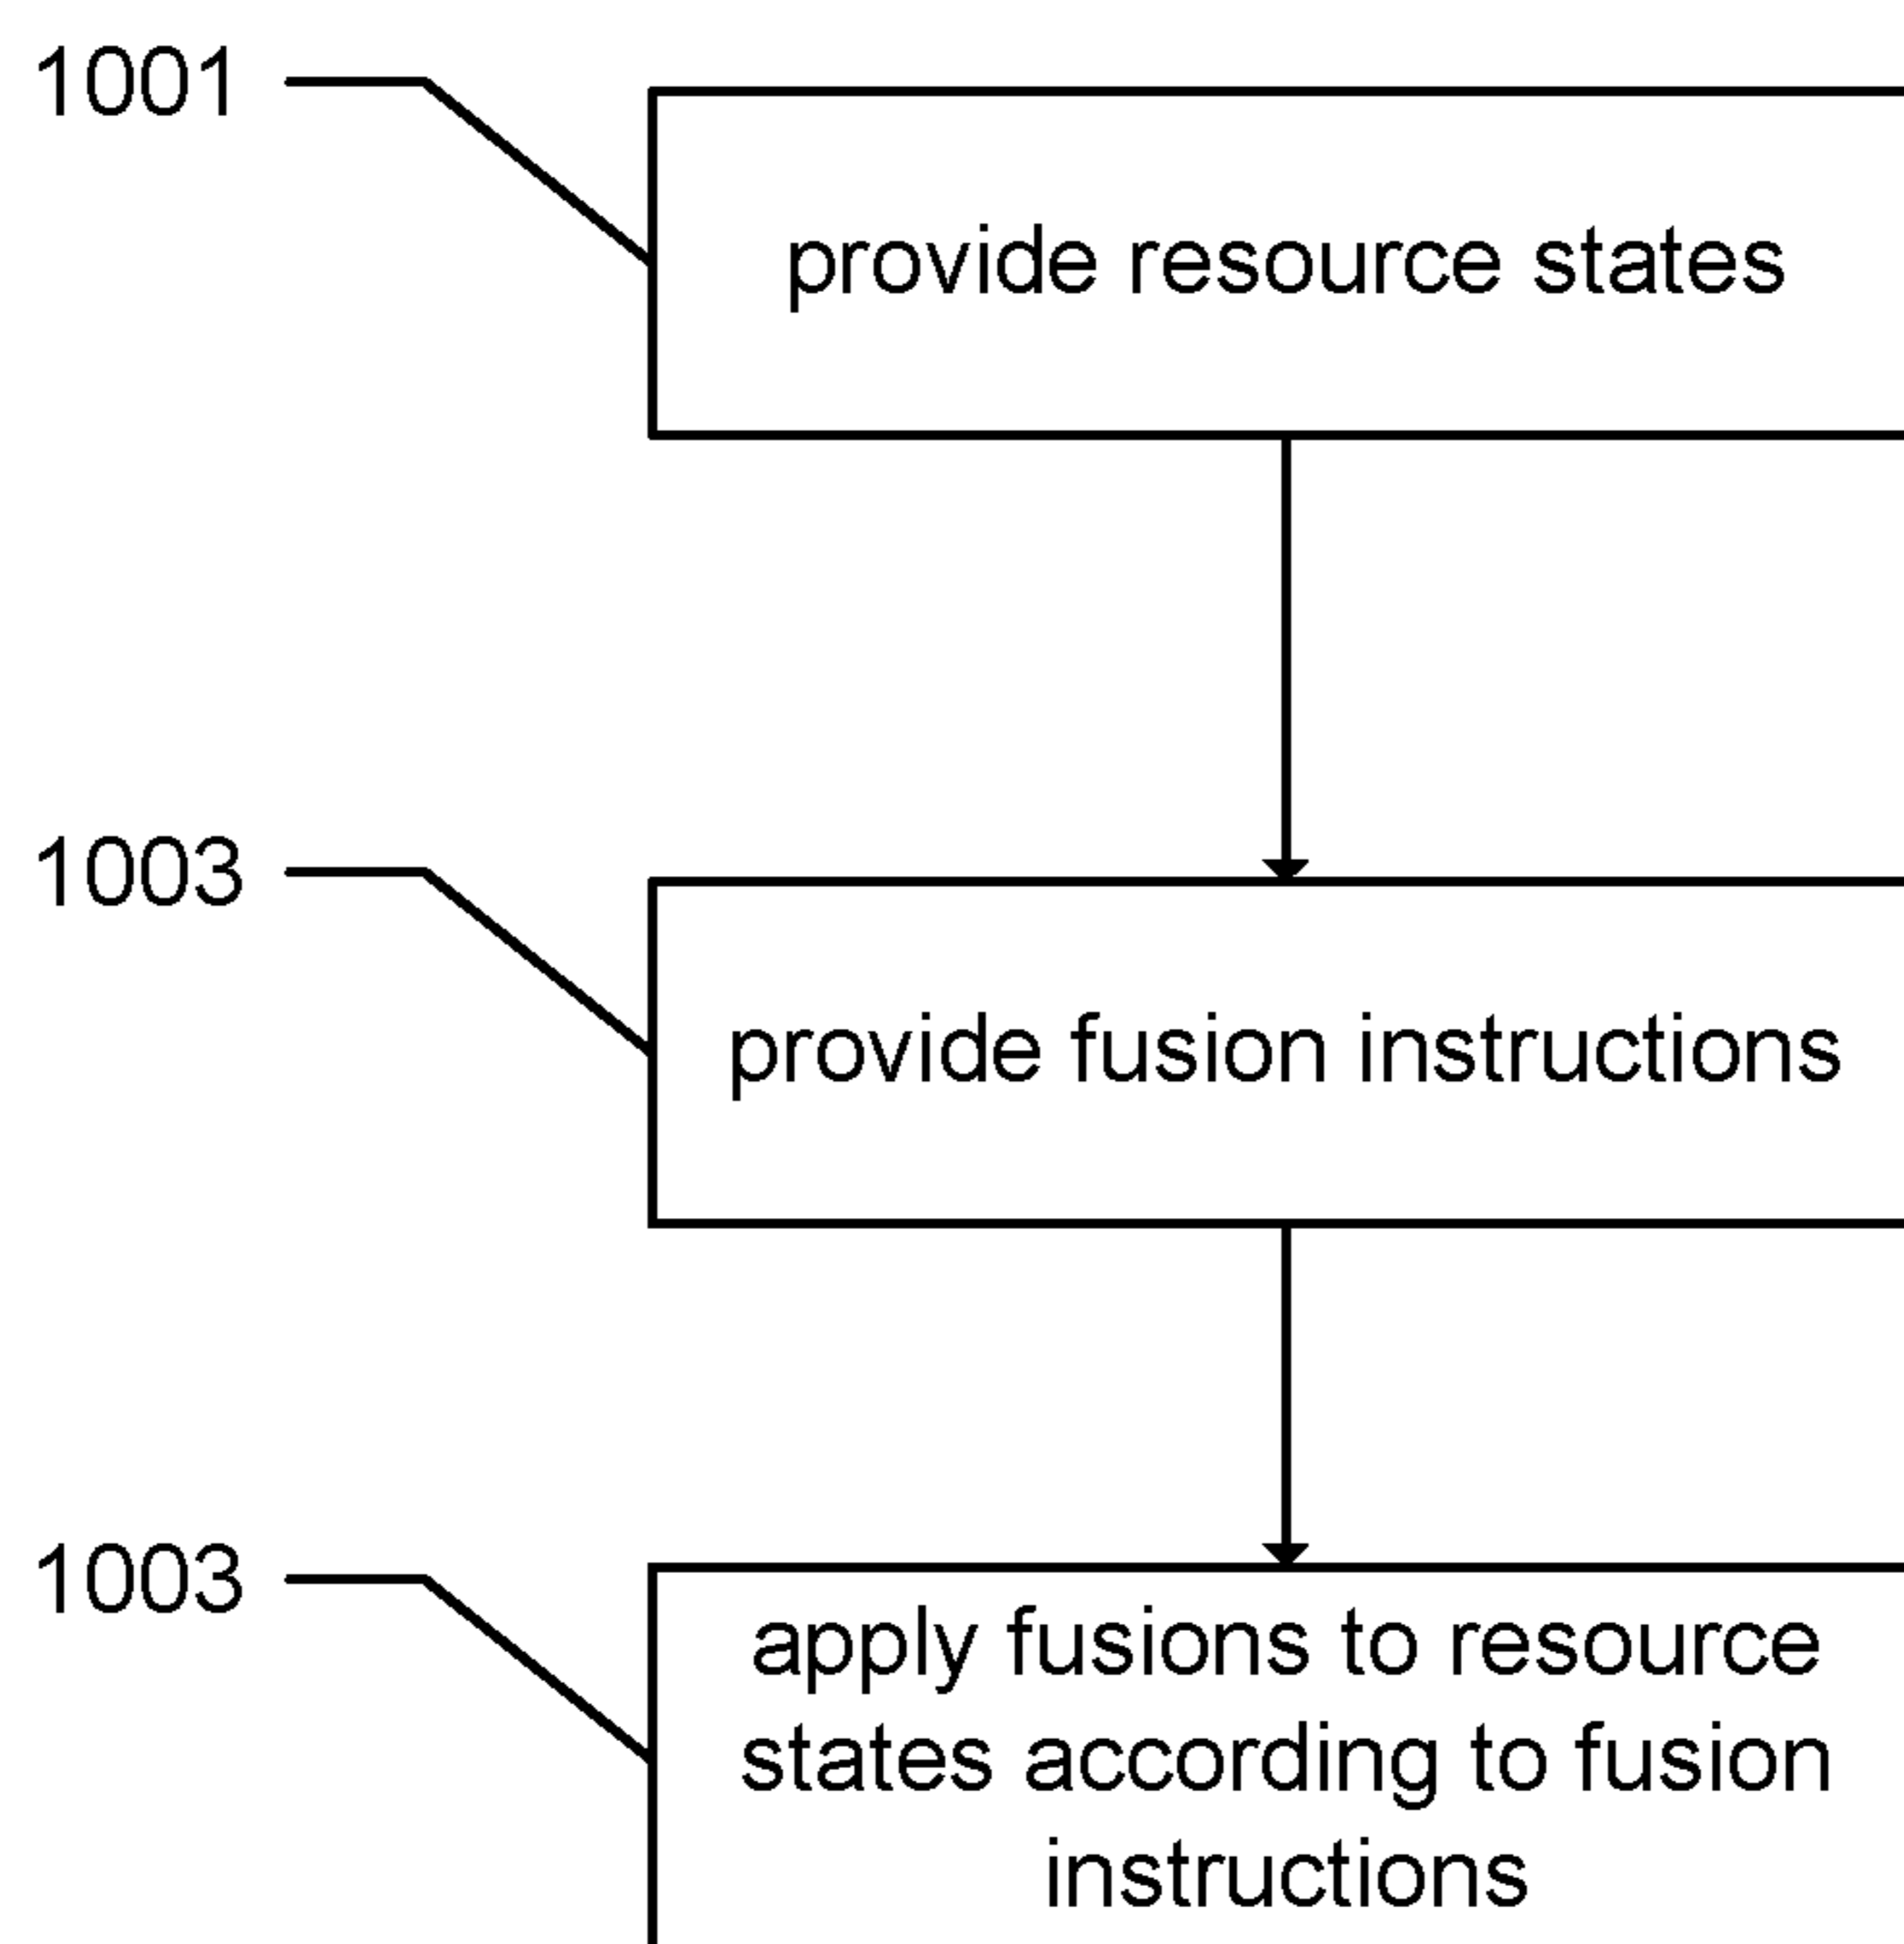 1001
provide resource states
1003
provide fusion instructions
1003
apply fusions to resource
states according to fusion
instructions